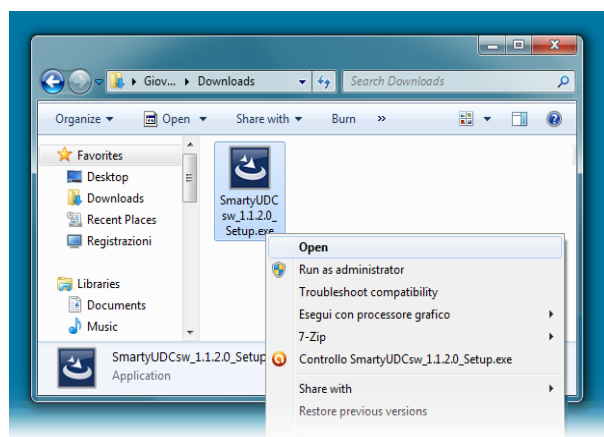 Giov... Downloads
Search Downloads
Organize Open Share with Burn »
Favorites
Desktop
Downloads
Recent Places
Registrazioni
Libraries
Documents
Music
SmartyUDC
sw_1.1.2.0_
Setup.exe
Open
Run as administrator
Troubleshoot compatibility
Esegui con processore grafico
7-Zip
Controllo SmartyUDCsw_1.1.2.0_Setup.exe
Share with
Restore previous versions
SmartyUDCsw_1.1.2.0_Setup
Application